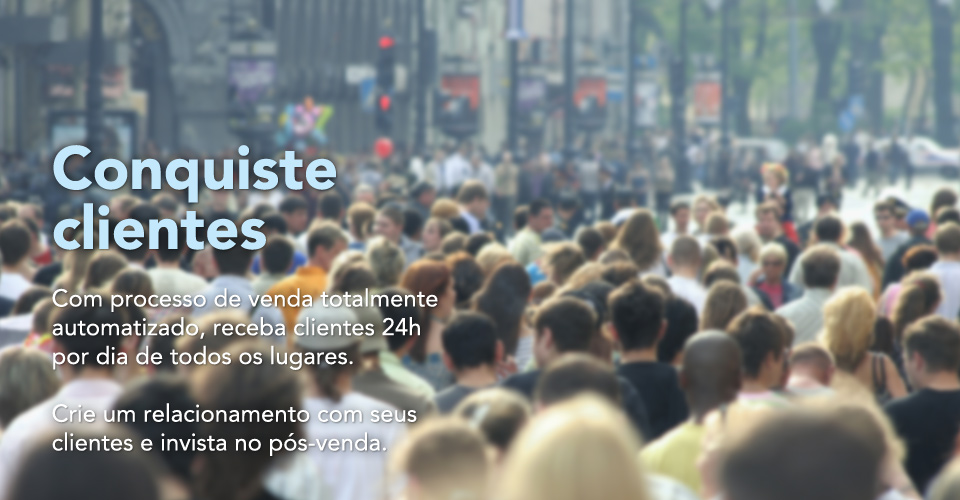 Conquiste
clientes
Com processo de venda totalmente
automatizado, receba clientes 24h
por dia de todos os lugares.
Crie um relacionamento com seus
clientes e invista no pós-venda.